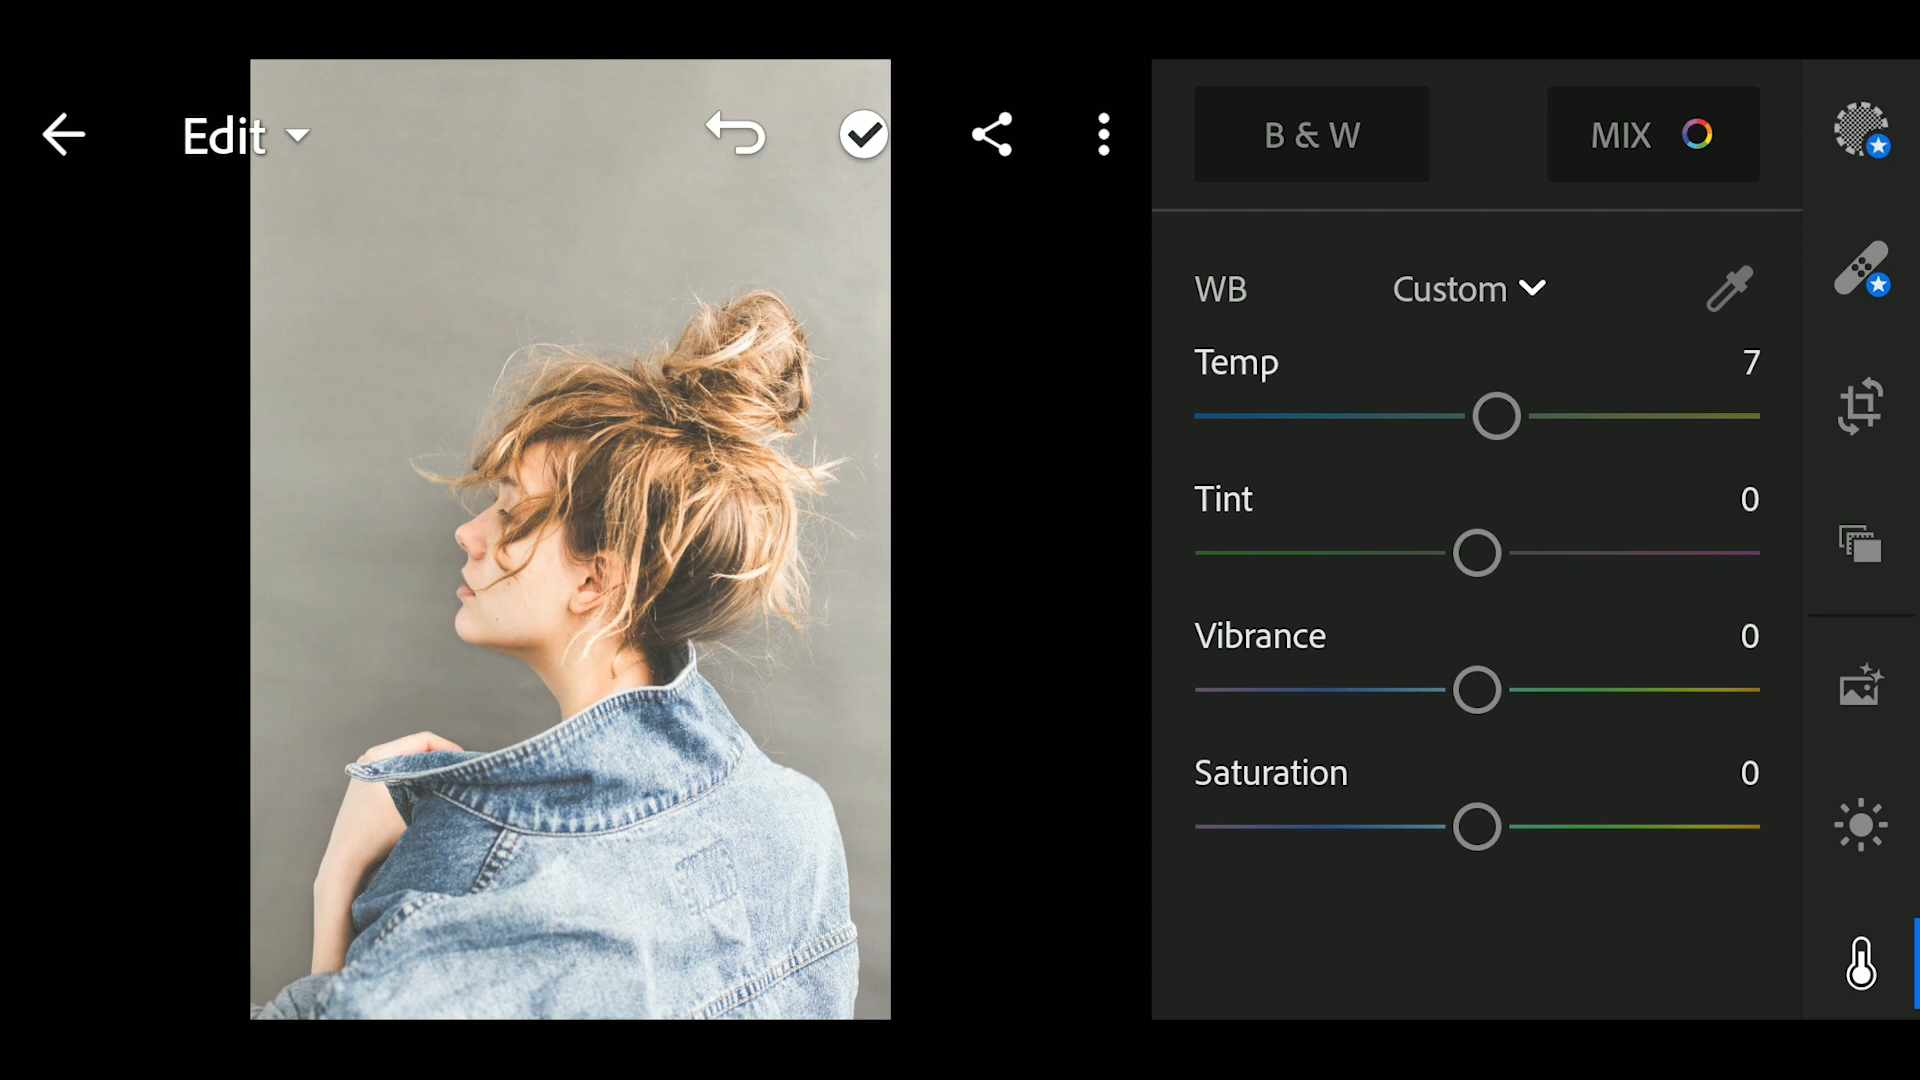 Edit
B & W
MIX
WB
Custom
Temp
7
Tint
0
Vibrance
0
Saturation
0